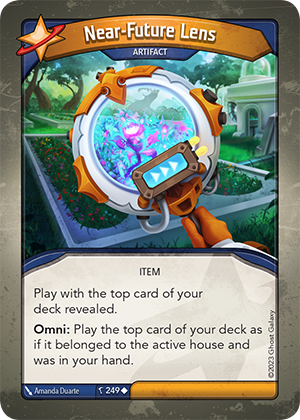 Near-Future Lens
ARTIFACT
ITEM
Play with the top card of your
deck revealed.
Omni: Play the top card of your deck as
if it belonged to the active house and
was in your hand.
Amanda Duarte
249
©2023 Ghost Galaxy